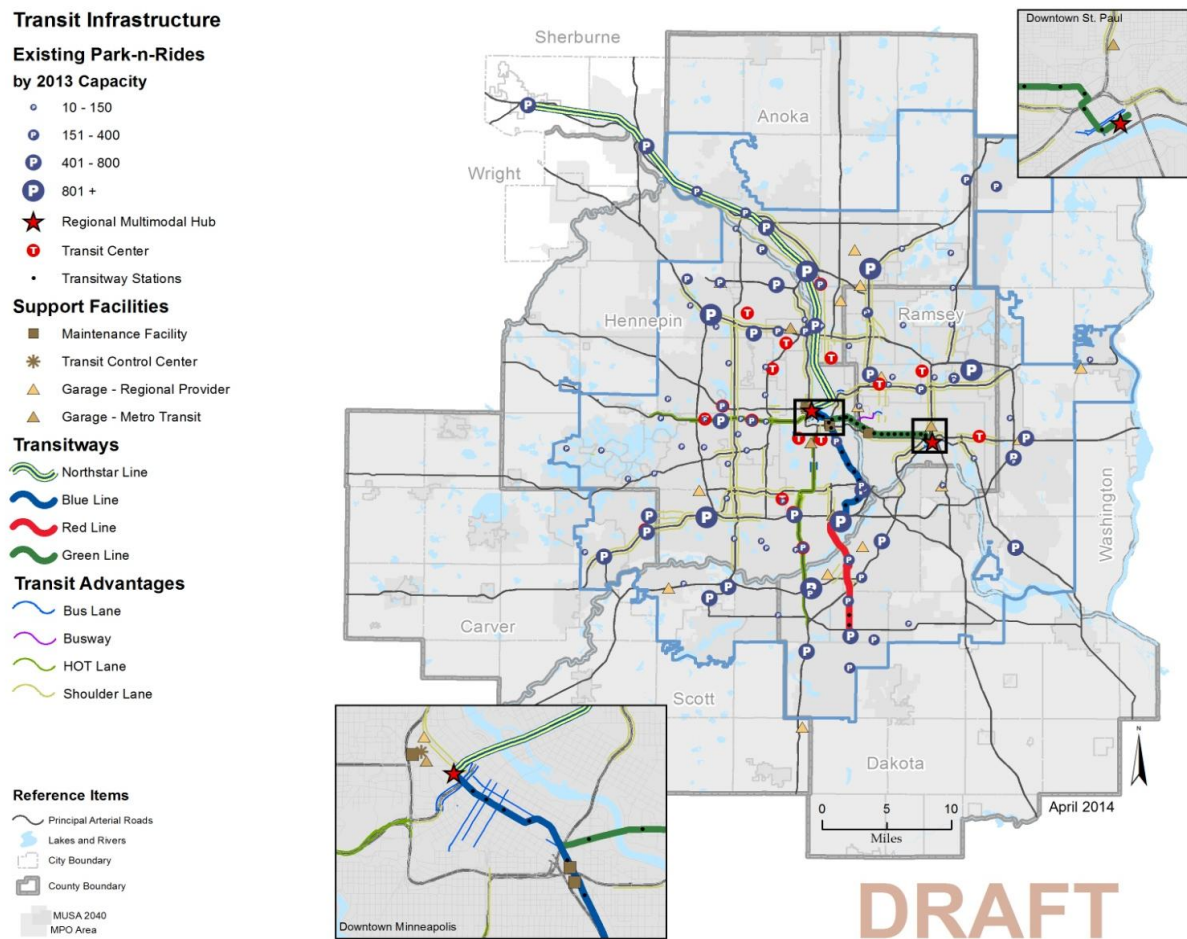 Transit Infrastructure
Existing Park-n-Rides
by 2013 Capacity
P 10 - 150
P 151 - 400
P 401 - 800
P 801 +
Regional Multimodal Hub
T Transit Center
Transitway Stations
Support Facilities
Maintenance Facility
Transit Control Center
Garage - Regional Provider
Garage - Metro Transit
Transitways
Northstar Line
Blue Line
Red Line
Green Line
Transit Advantages
Bus Lane
Busway
HOT Lane
Shoulder Lane
Reference Items
Principal Arterial Roads
Lakes and Rivers
City Boundary
County Boundary
MUSA 2040
MPO Area
Sherburne
Anoka
Wright
Hennepin
Ramsey
Washington
Carver
Scott
Dakota
Downtown St. Paul
Downtown Minneapolis
N
April 2014
0 5 10
Miles
DRAFT